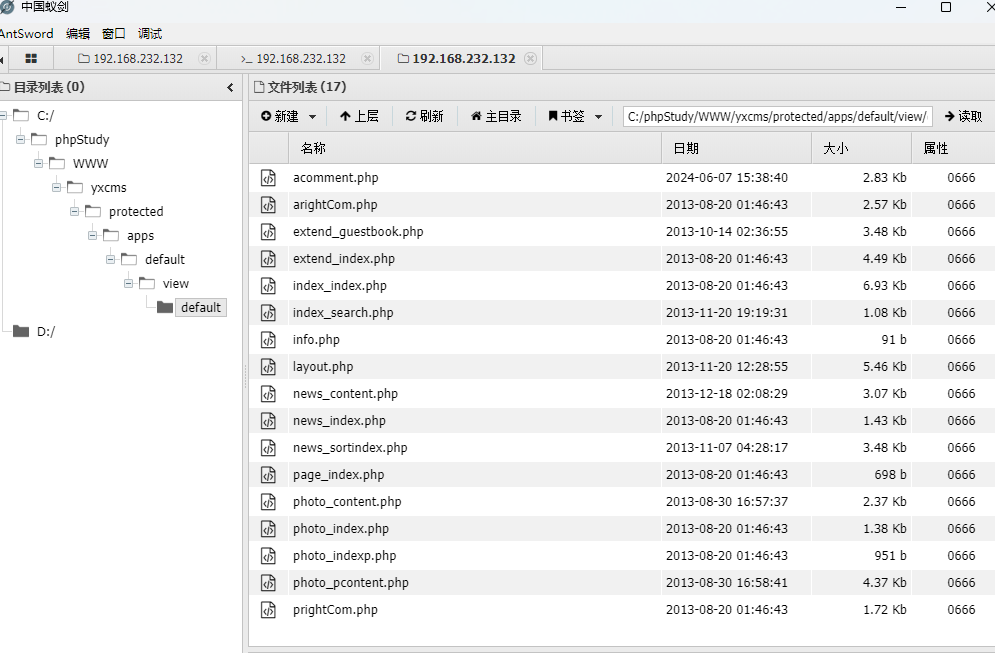 中国蚁剑
AntSword 编辑 窗口 调试
192.168.232.132 >_ 192.168.232.132 192.168.232.132
目录列表 (0)
C:/
phpStudy
WWW
yxcms
protected
apps
default
view
default
D:/
文件列表 (17)
新建 上层 刷新 主目录 书签 C:/phpStudy/WWW/yxcms/protected/apps/default/view/ 读取
名称 日期 大小 属性
acomment.php 2024-06-07 15:38:40 2.83 Kb 0666
arightCom.php 2013-08-20 01:46:43 2.57 Kb 0666
extend_guestbook.php 2013-10-14 02:36:55 3.48 Kb 0666
extend_index.php 2013-08-20 01:46:43 4.49 Kb 0666
index_index.php 2013-08-20 01:46:43 6.93 Kb 0666
index_search.php 2013-11-20 19:19:31 1.08 Kb 0666
info.php 2013-08-20 01:46:43 91 b 0666
layout.php 2013-11-20 12:28:55 5.46 Kb 0666
news_content.php 2013-12-18 02:08:29 3.07 Kb 0666
news_index.php 2013-08-20 01:46:43 1.43 Kb 0666
news_sortindex.php 2013-11-07 04:28:17 3.48 Kb 0666
page_index.php 2013-08-20 01:46:43 698 b 0666
photo_content.php 2013-08-30 16:57:37 2.37 Kb 0666
photo_index.php 2013-08-20 01:46:43 1.38 Kb 0666
photo_indexp.php 2013-08-20 01:46:43 951 b 0666
photo_pcontent.php 2013-08-30 16:58:41 4.37 Kb 0666
prightCom.php 2013-08-20 01:46:43 1.72 Kb 0666